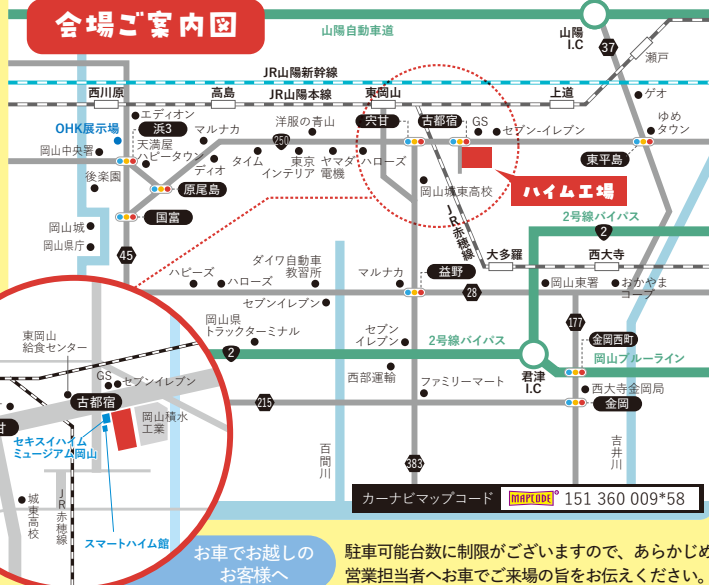 会場ご案内図
山陽自動車道
山陽
I.C
37
瀬戸
JR山陽新幹線
JR山陽本線
西川原
高島
東岡山
上道
ゲオ
ゆめ
タウン
エディオン
OHK展示場
浜3
マルナカ
洋服の青山
宍甘
古都宿
GS
セブン-イレブン
250
岡山中央署
天満屋
ハピータウン
ディオ
タイム
東京
インテリア
ヤマダ
電機
ハローズ
東平島
後楽園
原尾島
岡山城東高校
ハイム工場
国富
JR赤穂線
2号線バイパス
2
岡山城
岡山県庁
45
大多羅
西大寺
ダイワ自動車
教習所
ハピーズ
ハローズ
マルナカ
益野
28
岡山東署
おかやま
コープ
セブンイレブン
岡山県
トラックターミナル
セブン
イレブン
177
金岡西町
2
2号線バイパス
岡山ブルーライン
君津
I.C
西部運輸
ファミリーマート
西大寺金岡局
金岡
215
百間川
383
吉井川
東岡山
給食センター
GS
セブンイレブン
古都宿
甘
岡山積水
工業
セキスイハイム
ミュージアム岡山
城東高校
JR赤穂線
スマートハイム館
カーナビマップコード
MAPCODE® 151 360 009*58
お車でお越しの
お客様へ
駐車可能台数に制限がございますので、あらかじめ
営業担当者へお車でご来場の旨をお伝えください。